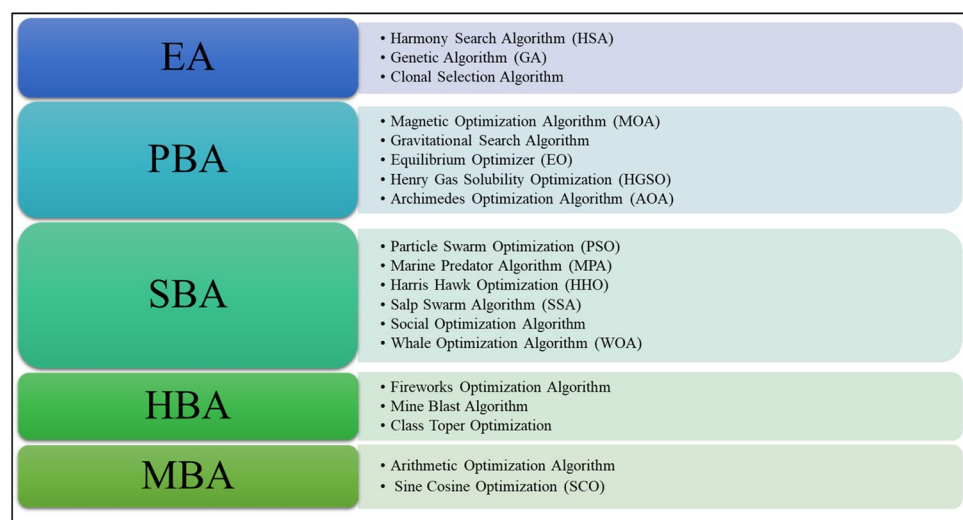 EA
• Harmony Search Algorithm (HSA)
• Genetic Algorithm (GA)
• Clonal Selection Algorithm
PBA
• Magnetic Optimization Algorithm (MOA)
• Gravitational Search Algorithm
• Equilibrium Optimizer (EO)
• Henry Gas Solubility Optimization (HGSO)
• Archimedes Optimization Algorithm (AOA)
SBA
• Particle Swarm Optimization (PSO)
• Marine Predator Algorithm (MPA)
• Harris Hawk Optimization (HHO)
• Salp Swarm Algorithm (SSA)
• Social Optimization Algorithm
• Whale Optimization Algorithm (WOA)
HBA
• Fireworks Optimization Algorithm
• Mine Blast Algorithm
• Class Toper Optimization
MBA
• Arithmetic Optimization Algorithm
• Sine Cosine Optimization (SCO)